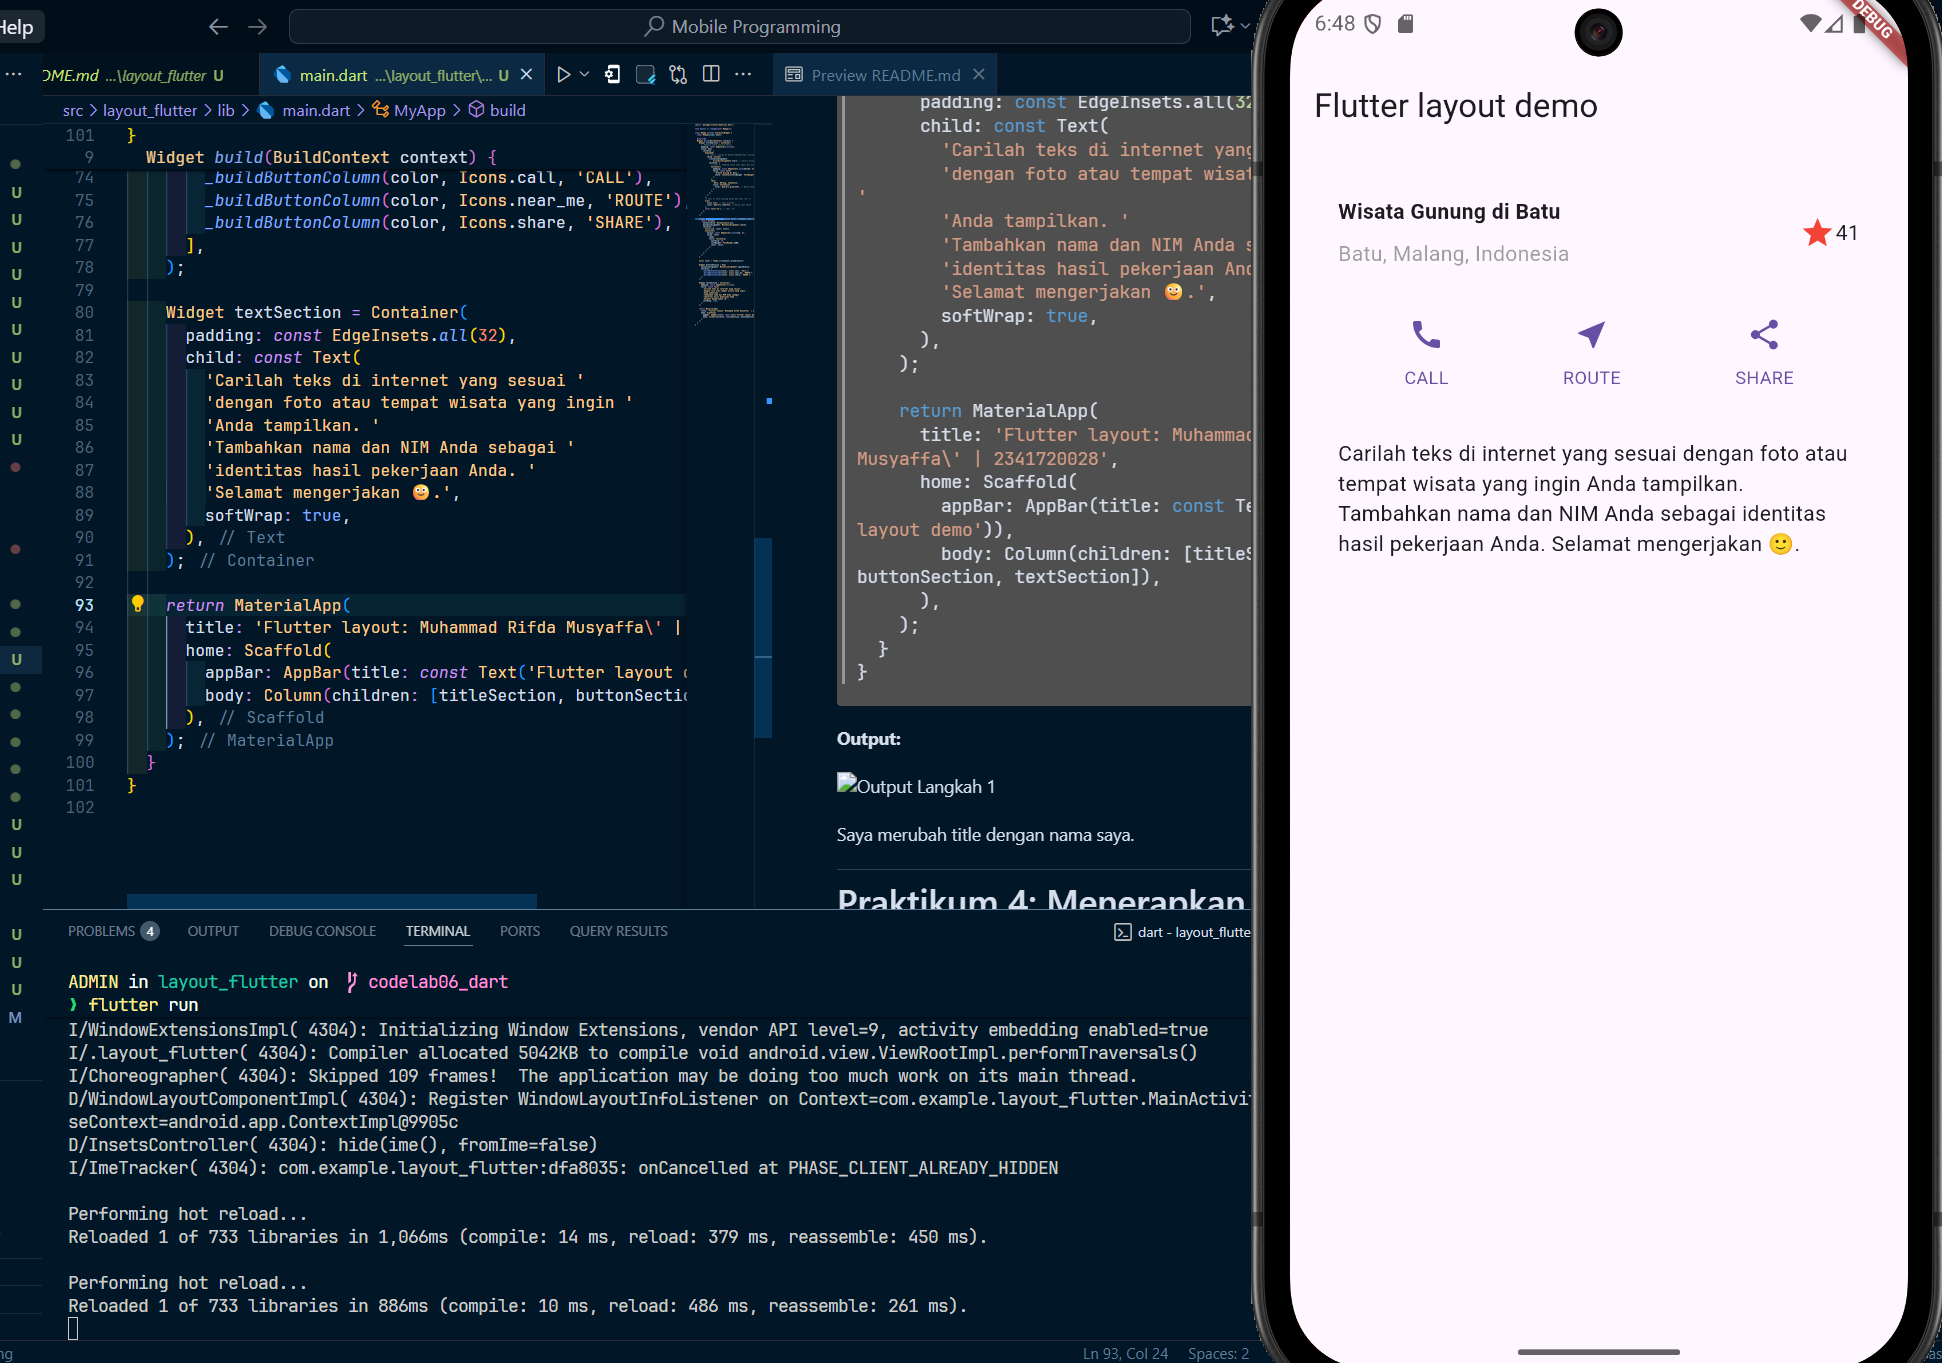 Help
Mobile Programming
DME.md ...\layout_flutter U
main.dart ...\layout_flutter\... U
Preview README.md
src > layout_flutter > lib > main.dart > MyApp > build
101 }
9 Widget build(BuildContext context) {
74 _buildButtonColumn(color, Icons.call, 'CALL'),
75 _buildButtonColumn(color, Icons.near_me, 'ROUTE'),
76 _buildButtonColumn(color, Icons.share, 'SHARE'),
77 ],
78 );
79
80 Widget textSection = Container(
81 padding: const EdgeInsets.all(32),
82 child: const Text(
83 'Carilah teks di internet yang sesuai '
84 'dengan foto atau tempat wisata yang ingin '
85 'Anda tampilkan. '
86 'Tambahkan nama dan NIM Anda sebagai '
87 'identitas hasil pekerjaan Anda. '
88 'Selamat mengerjakan 🙂.',
89 softWrap: true,
90 ), // Text
91 ); // Container
92
93 return MaterialApp(
94 title: 'Flutter layout: Muhammad Rifda Musyaffa\' |
95 home: Scaffold(
96 appBar: AppBar(title: const Text('Flutter layout d
97 body: Column(children: [titleSection, buttonSectio
98 ), // Scaffold
99 ); // MaterialApp
100 }
101 }
102
padding: const EdgeInsets.all(32
child: const Text(
'Carilah teks di internet yang
'dengan foto atau tempat wisat
'
'Anda tampilkan. '
'Tambahkan nama dan NIM Anda s
'identitas hasil pekerjaan And
'Selamat mengerjakan 🙂.',
softWrap: true,
),
);
return MaterialApp(
title: 'Flutter layout: Muhammad
Musyaffa\' | 2341720028',
home: Scaffold(
appBar: AppBar(title: const Te
layout demo')),
body: Column(children: [titleS
buttonSection, textSection]),
),
);
}
}
Output:
Output Langkah 1
Saya merubah title dengan nama saya.
Praktikum 4: Menerapkan
PROBLEMS 4
OUTPUT
DEBUG CONSOLE
TERMINAL
PORTS
QUERY RESULTS
dart - layout_flutte
ADMIN in layout_flutter on codelab06_dart
❯ flutter run
I/WindowExtensionsImpl( 4304): Initializing Window Extensions, vendor API level=9, activity embedding enabled=true
I/.layout_flutter( 4304): Compiler allocated 5042KB to compile void android.view.ViewRootImpl.performTraversals()
I/Choreographer( 4304): Skipped 109 frames!  The application may be doing too much work on its main thread.
D/WindowLayoutComponentImpl( 4304): Register WindowLayoutInfoListener on Context=com.example.layout_flutter.MainActivit
seContext=android.app.ContextImpl@9905c
D/InsetsController( 4304): hide(ime(), fromIme=false)
I/ImeTracker( 4304): com.example.layout_flutter:dfa8035: onCancelled at PHASE_CLIENT_ALREADY_HIDDEN
Performing hot reload...
Reloaded 1 of 733 libraries in 1,066ms (compile: 14 ms, reload: 379 ms, reassemble: 450 ms).
Performing hot reload...
Reloaded 1 of 733 libraries in 886ms (compile: 10 ms, reload: 486 ms, reassemble: 261 ms).
Ln 93, Col 24
Spaces: 2
6:48
DEBUG
Flutter layout demo
Wisata Gunung di Batu
Batu, Malang, Indonesia
41
CALL
ROUTE
SHARE
Carilah teks di internet yang sesuai dengan foto atau
tempat wisata yang ingin Anda tampilkan.
Tambahkan nama dan NIM Anda sebagai identitas
hasil pekerjaan Anda. Selamat mengerjakan 🙂.